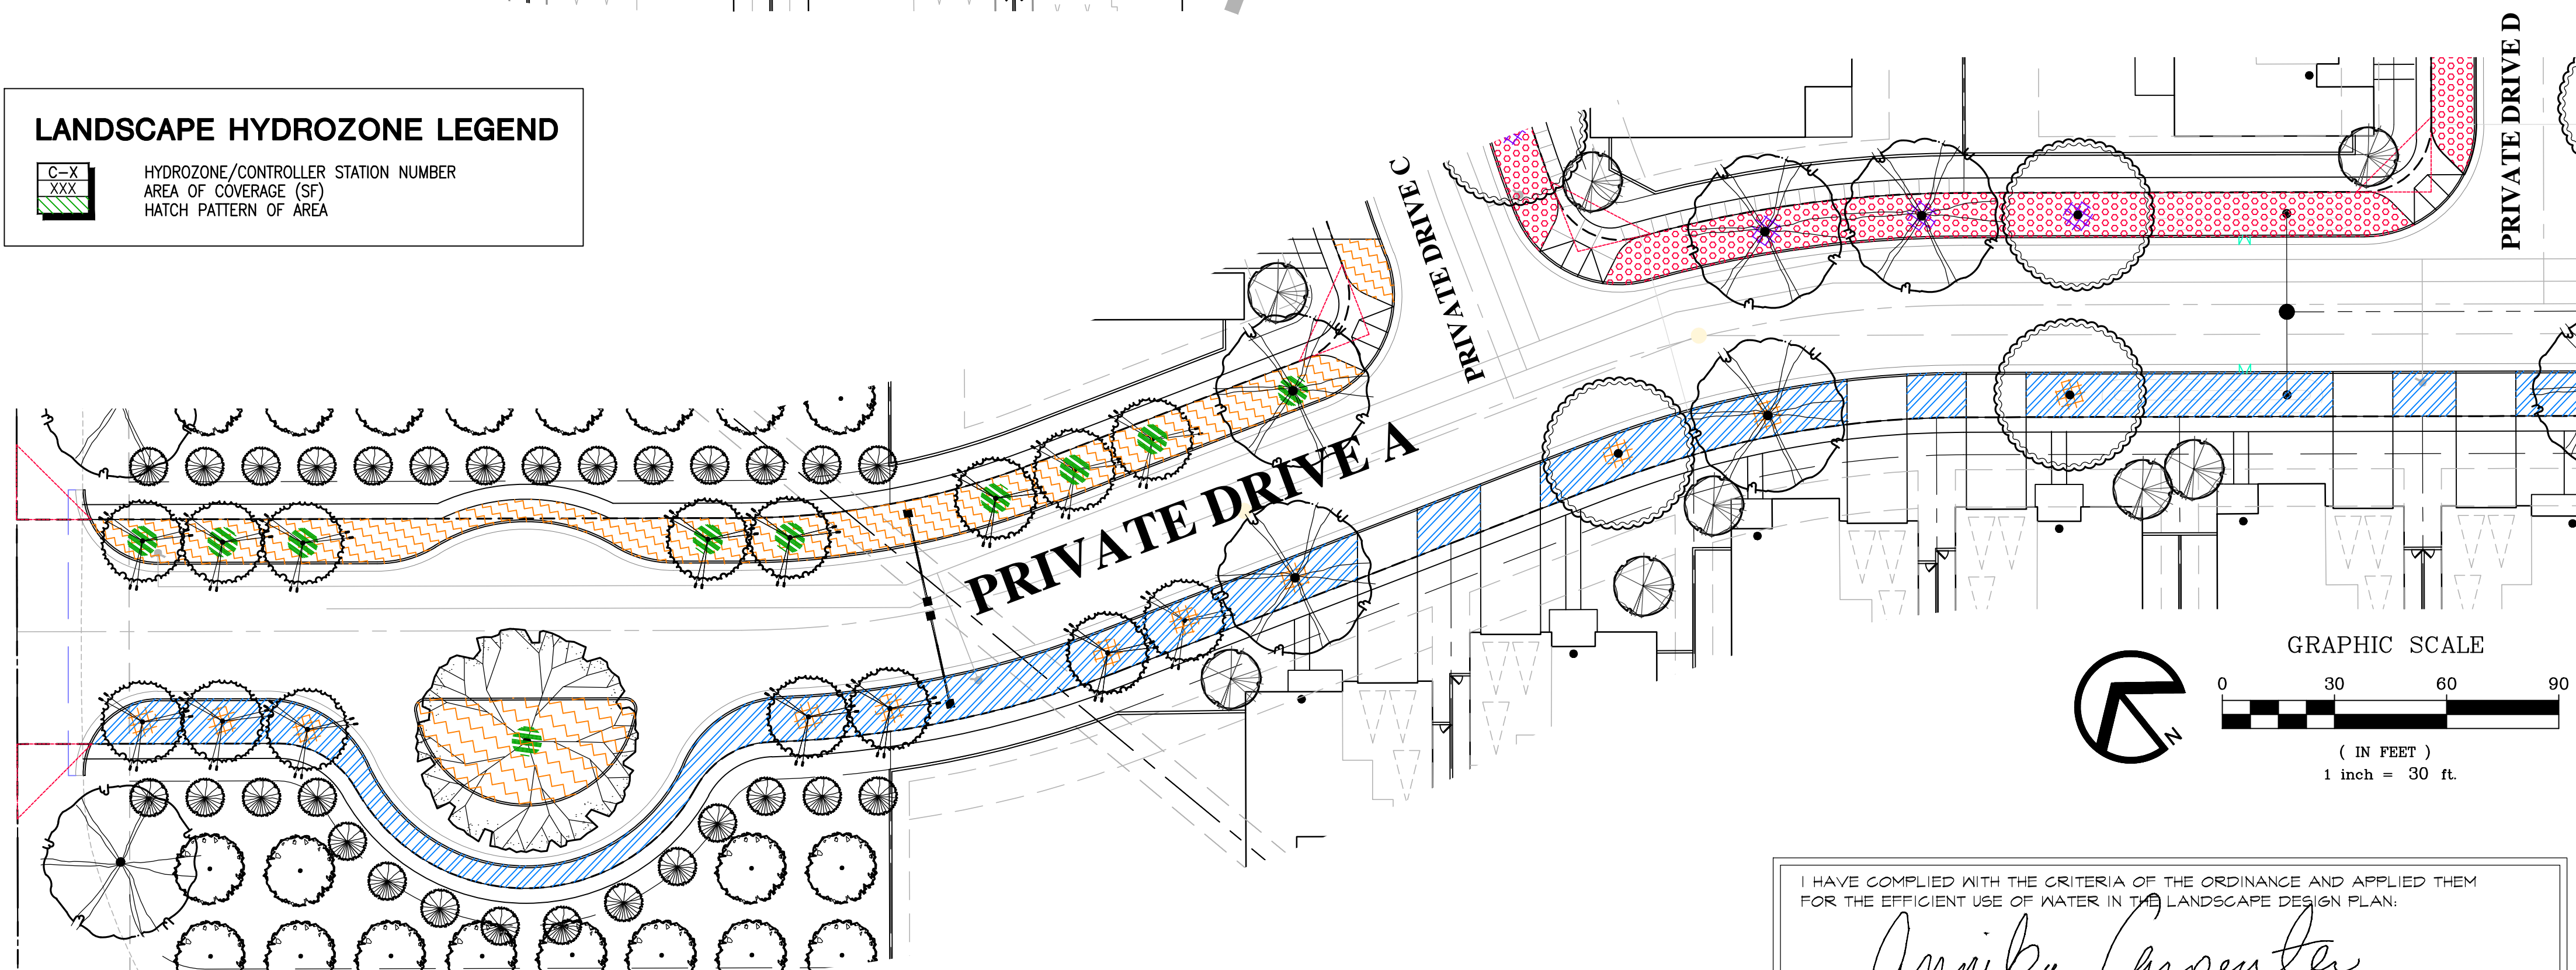 LANDSCAPE HYDROZONE LEGEND
C-X
XXX
HYDROZONE/CONTROLLER STATION NUMBER
AREA OF COVERAGE (SF)
HATCH PATTERN OF AREA
PRIVATE DRIVE A
PRIVATE DRIVE C
PRIVATE DRIVE D
N
GRAPHIC SCALE
0 30 60 90
( IN FEET )
1 inch = 30 ft.
I HAVE COMPLIED WITH THE CRITERIA OF THE ORDINANCE AND APPLIED THEM
FOR THE EFFICIENT USE OF WATER IN THE LANDSCAPE DESIGN PLAN: